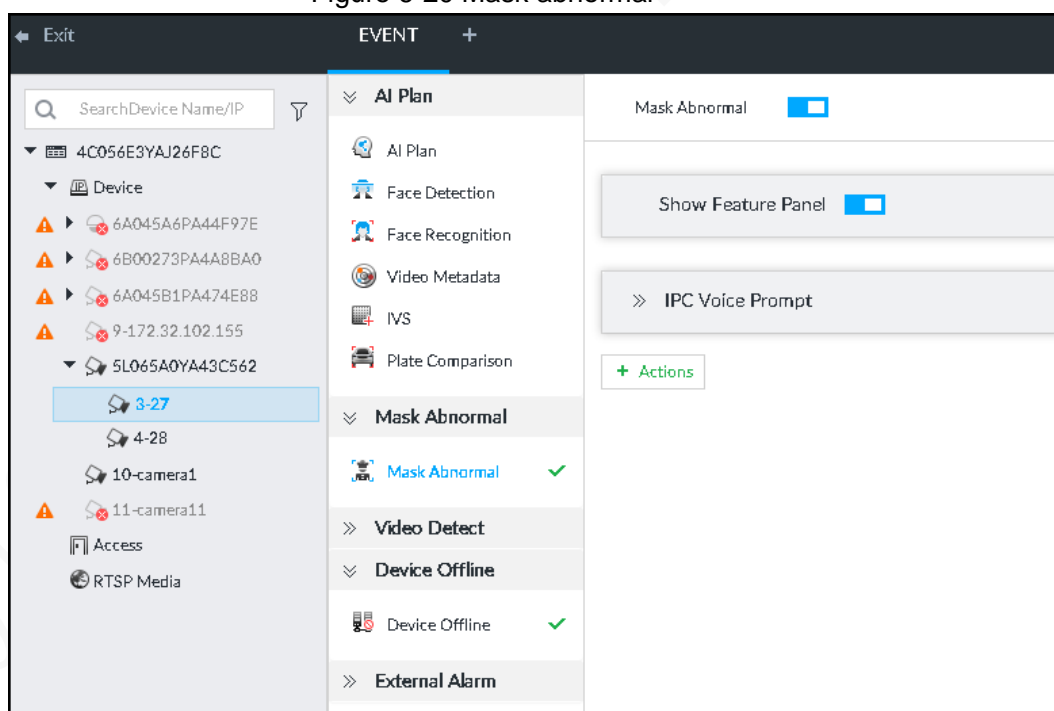 Exit
EVENT +
SearchDevice Name/IP
4C056E3YAJ26F8C
Device
6A045A6PA44F97E
6B00273PA4A8BA0
6A045B1PA474E88
9-172.32.102.155
5L065A0YA43C562
3-27
4-28
10-camera1
11-camera11
Access
RTSP Media
AI Plan
AI Plan
Face Detection
Face Recognition
Video Metadata
IVS
Plate Comparison
Mask Abnormal
Mask Abnormal
Video Detect
Device Offline
Device Offline
External Alarm
Mask Abnormal
Show Feature Panel
IPC Voice Prompt
+ Actions